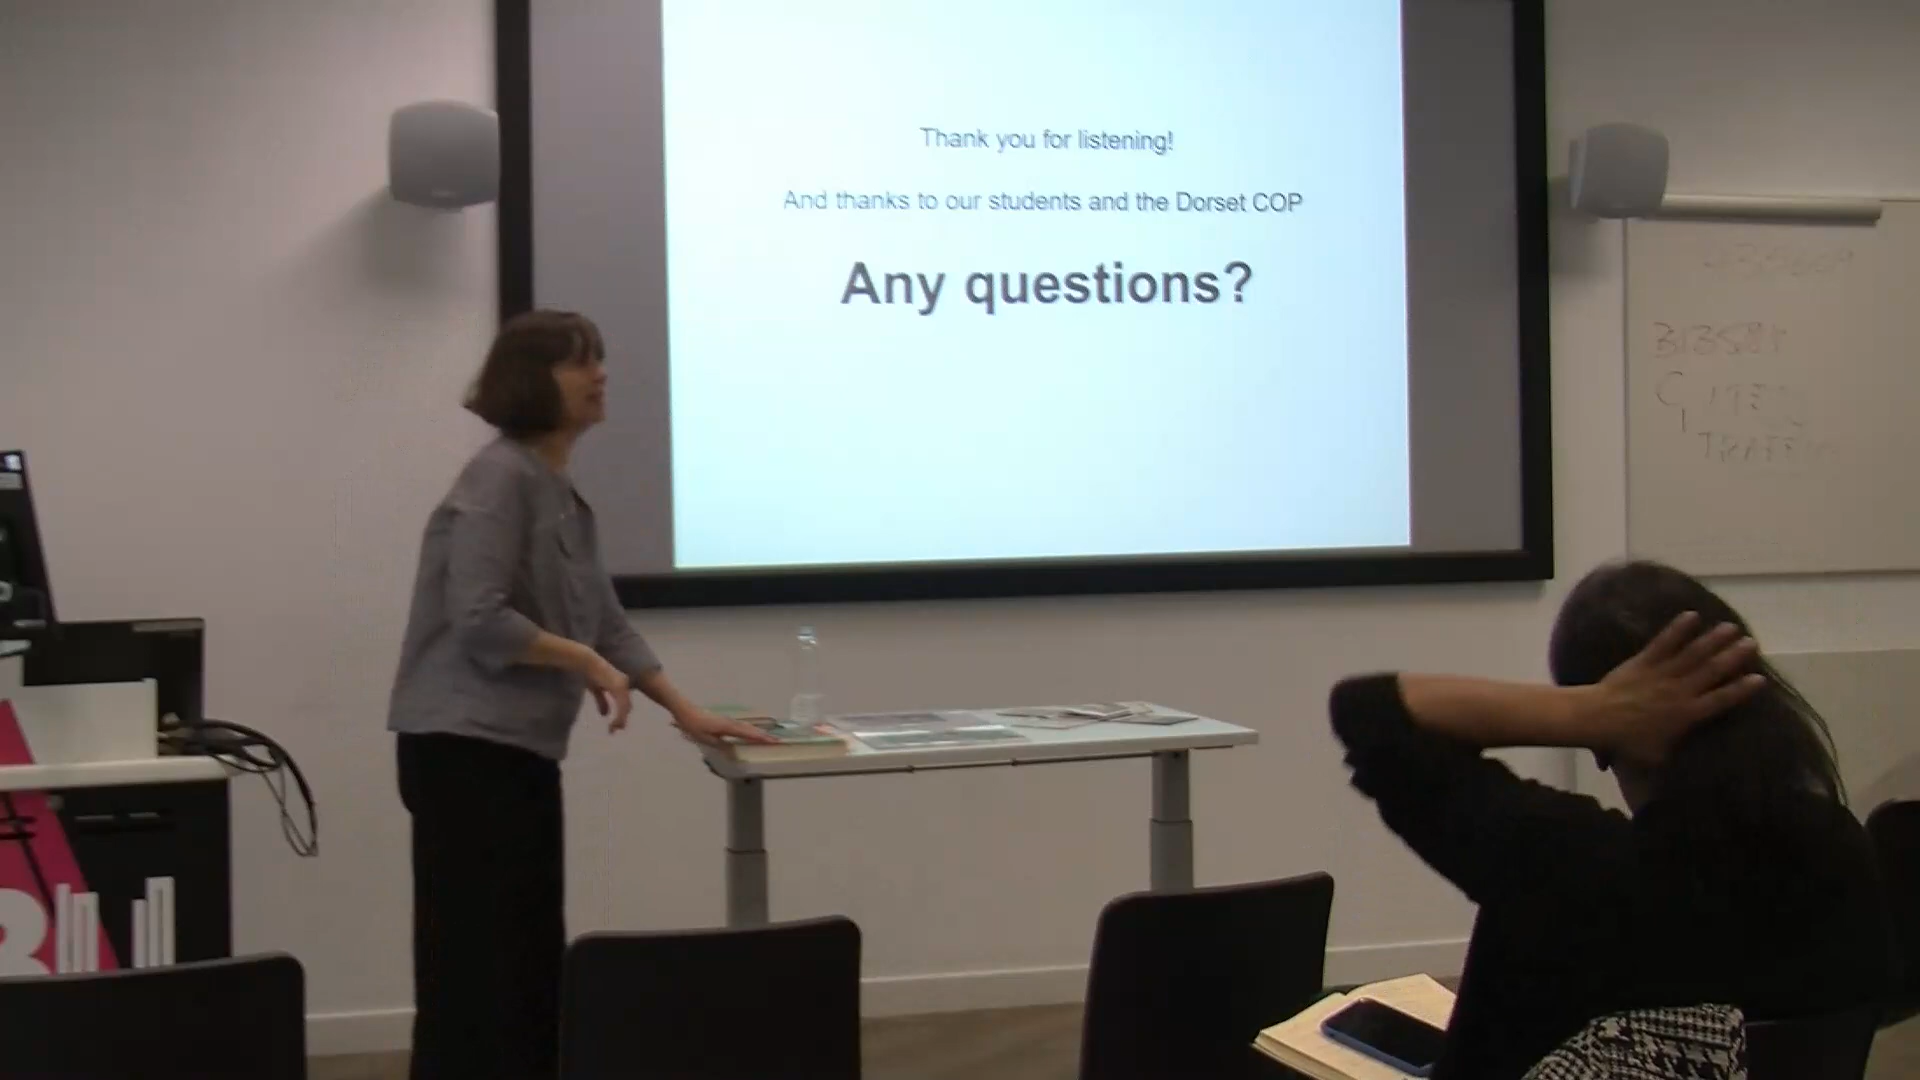 Thank you for listening!
And thanks to our students and the Dorset COP
Any questions?